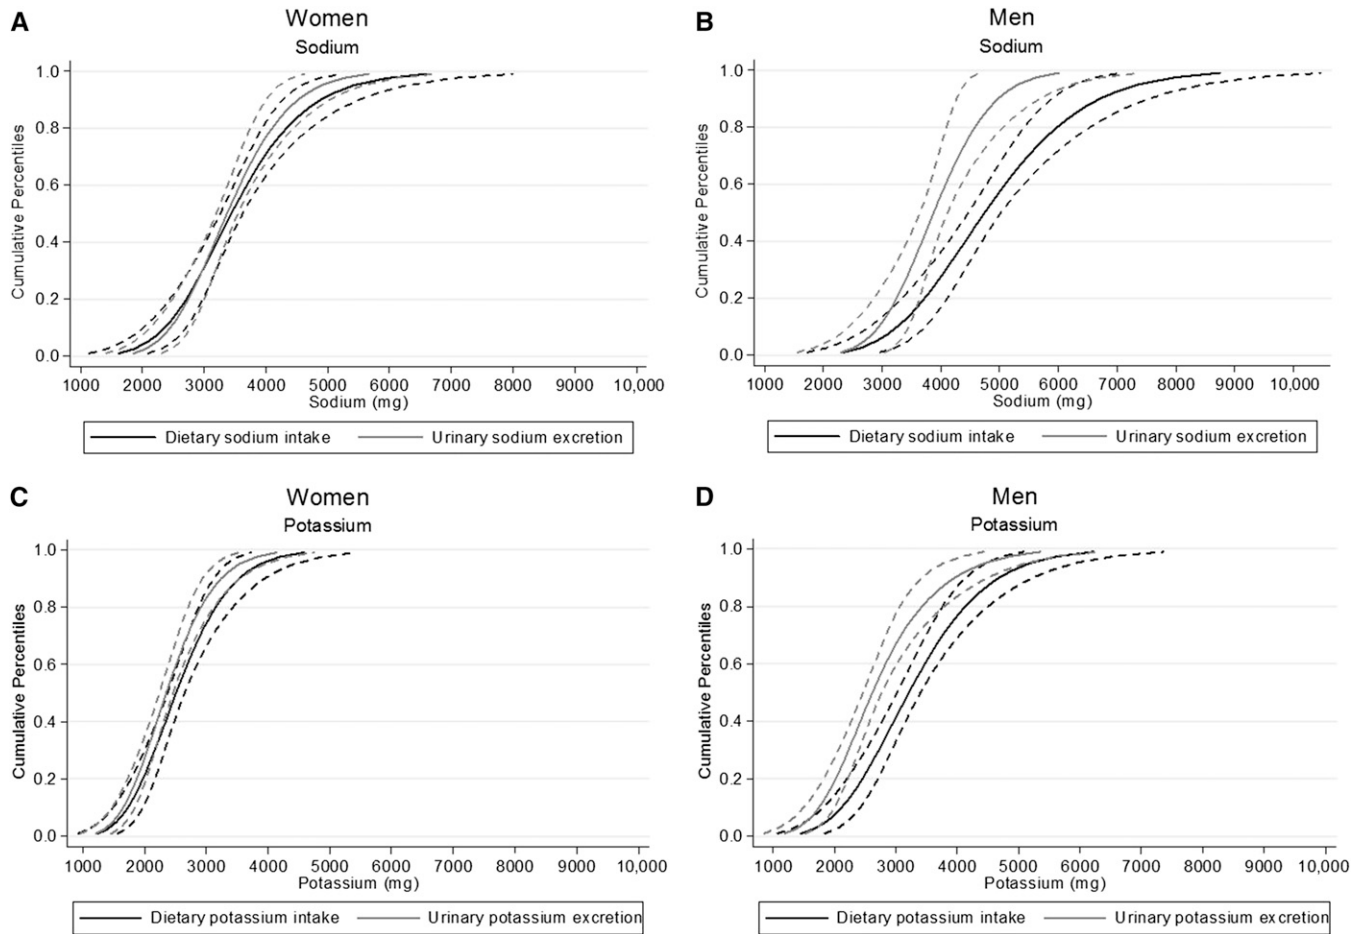 A
Women
Sodium
Cumulative Percentiles
1.0
0.8
0.6
0.4
0.2
0.0
1000 2000 3000 4000 5000 6000 7000 8000 9000 10,000
Sodium (mg)
Dietary sodium intake Urinary sodium excretion
B
Men
Sodium
Cumulative Percentiles
1.0
0.8
0.6
0.4
0.2
0.0
1000 2000 3000 4000 5000 6000 7000 8000 9000 10,000
Sodium (mg)
Dietary sodium intake Urinary sodium excretion
C
Women
Potassium
Cumulative Percentiles
1.0
0.8
0.6
0.4
0.2
0.0
1000 2000 3000 4000 5000 6000 7000 8000 9000 10,000
Potassium (mg)
Dietary potassium intake Urinary potassium excretion
D
Men
Potassium
Cumulative Percentiles
1.0
0.8
0.6
0.4
0.2
0.0
1000 2000 3000 4000 5000 6000 7000 8000 9000 10,000
Potassium (mg)
Dietary potassium intake Urinary potassium excretion